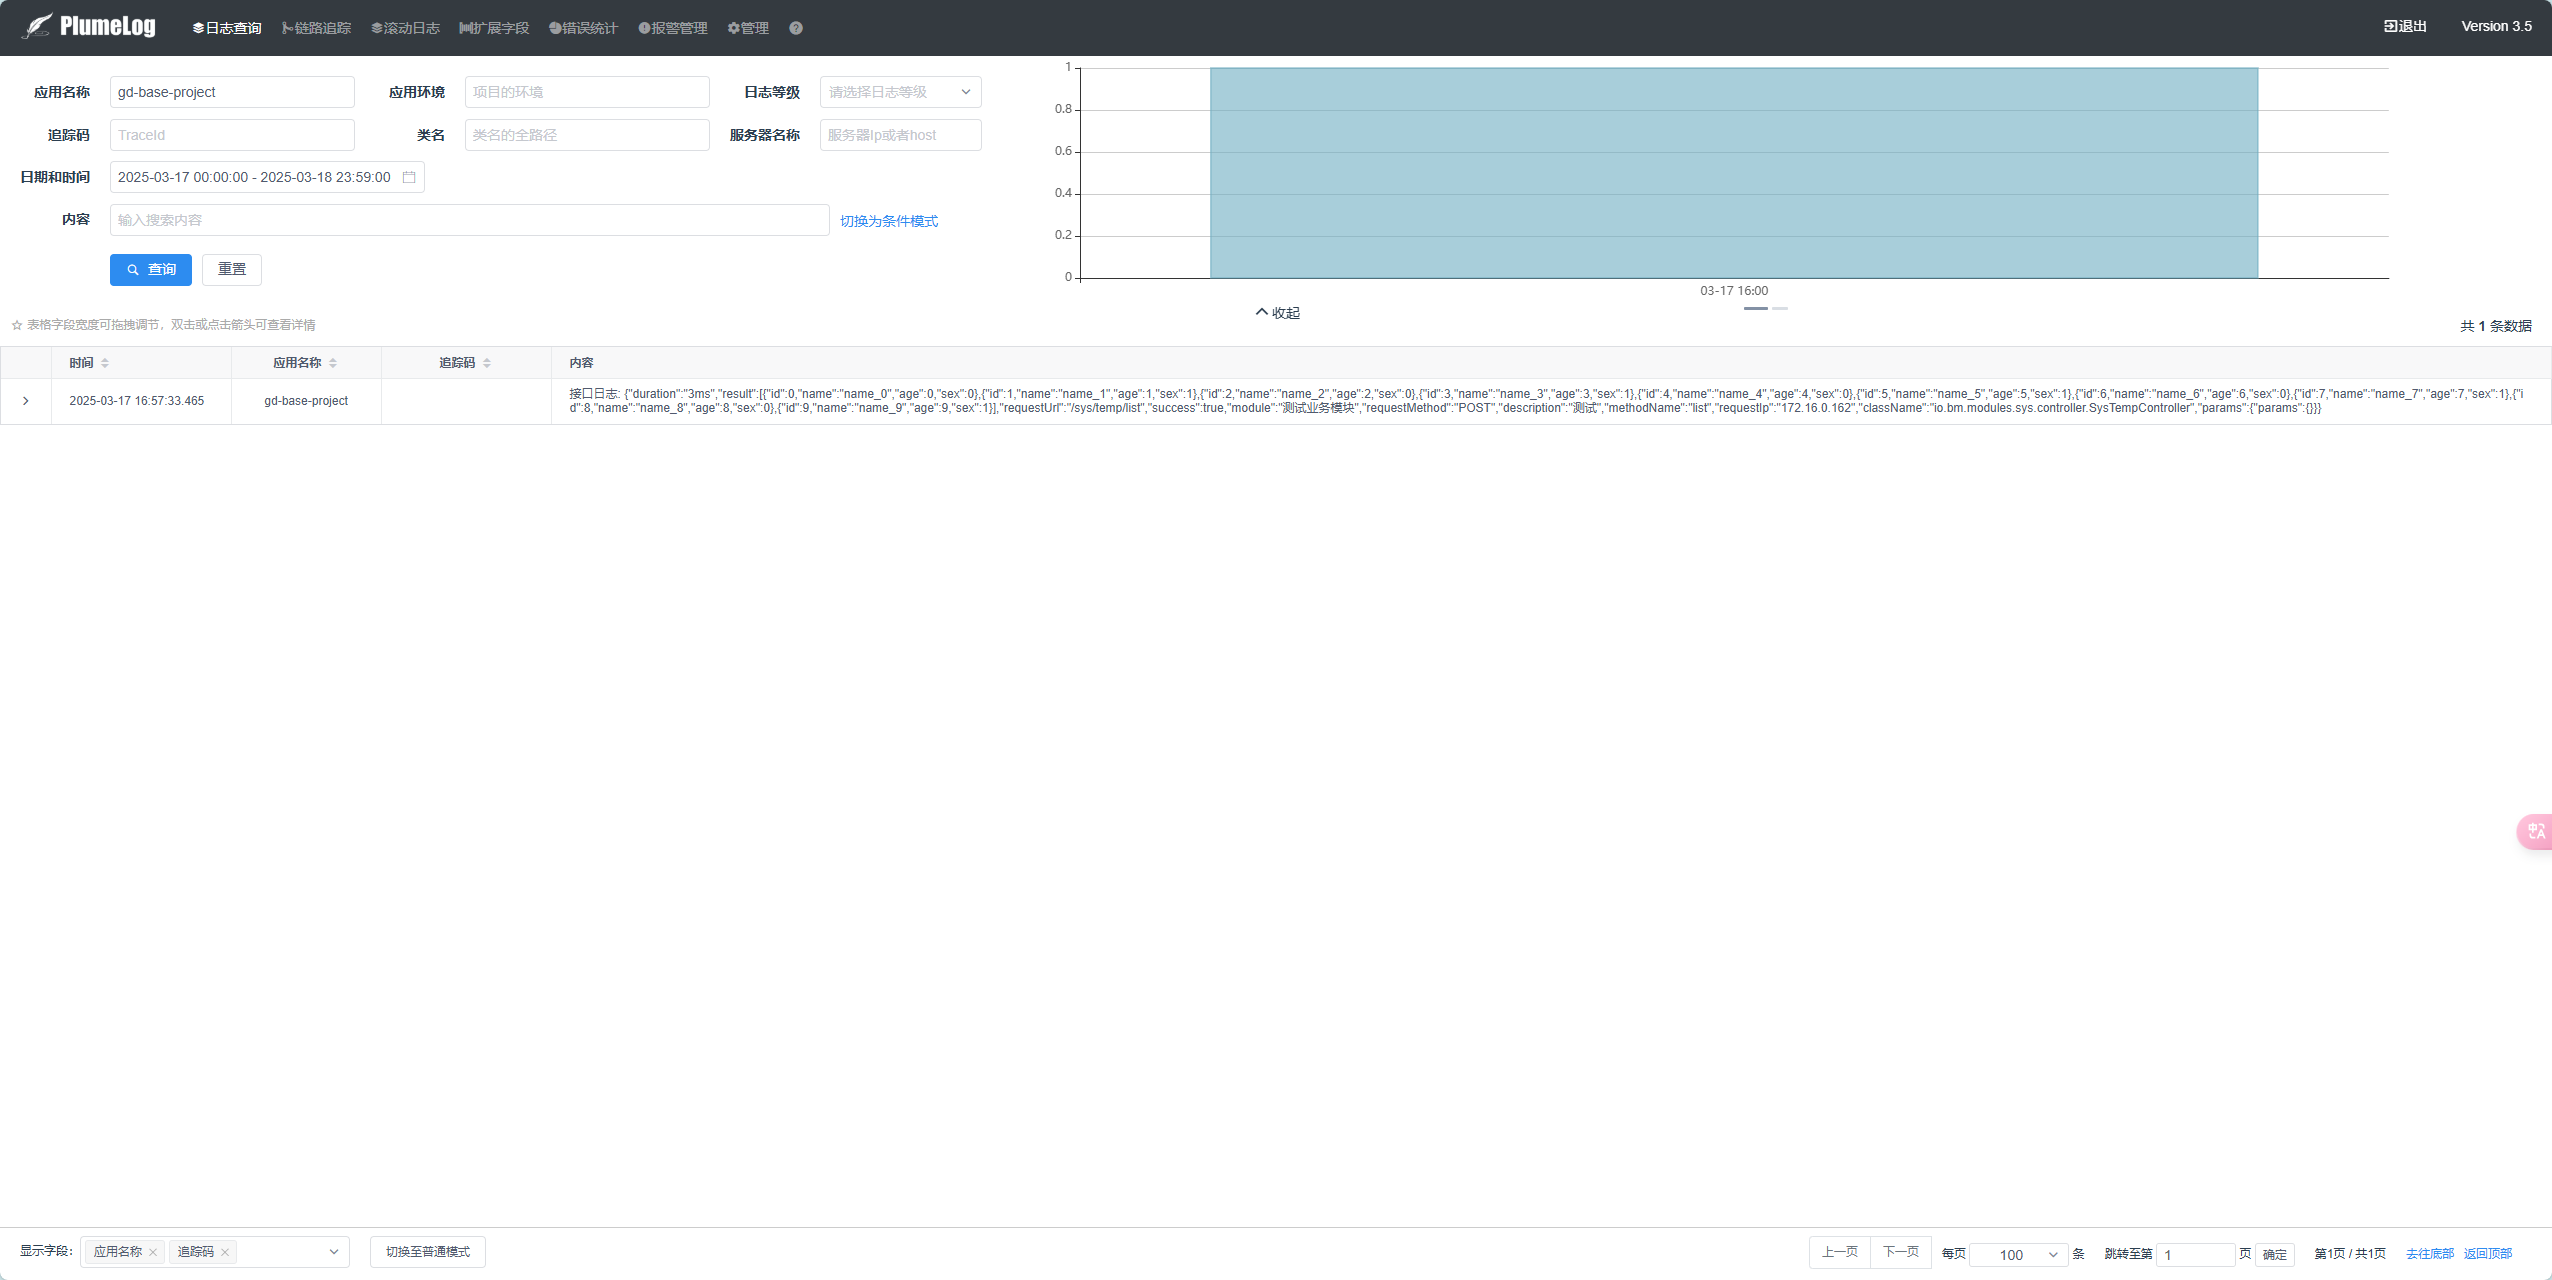 PlumeLog 日志查询 链路追踪 滚动日志 扩展字段 错误统计 报警管理 管理 退出 Version 3.5
应用名称 gd-base-project 应用环境 项目的环境 日志等级 请选择日志等级
追踪码 TraceId 类名 类名的全路径 服务器名称 服务器Ip或者host
日期和时间 2025-03-17 00:00:00 - 2025-03-18 23:59:00
内容 输入搜索内容 切换为条件模式
查询 重置
1
0.8
0.6
0.4
0.2
0
03-17 16:00
收起
表格字段宽度可拖拽调节，双击或点击箭头可查看详情
共 1 条数据
时间 应用名称 追踪码 内容
2025-03-17 16:57:33.465 gd-base-project 接口日志: {"duration":"3ms","result":[{"id":0,"name":"name_0","age":0,"sex":0},{"id":1,"name":"name_1","age":1,"sex":1},{"id":2,"name":"name_2","age":2,"sex":0},{"id":3,"name":"name_3","age":3,"sex":1},{"id":4,"name":"name_4","age":4,"sex":0},{"id":5,"name":"name_5","age":5,"sex":1},{"id":6,"name":"name_6","age":6,"sex":0},{"id":7,"name":"name_7","age":7,"sex":1},{"i
d":8,"name":"name_8","age":8,"sex":0},{"id":9,"name":"name_9","age":9,"sex":1}],"requestUrl":"/sys/temp/list","success":true,"module":"测试业务模块","requestMethod":"POST","description":"测试","methodName":"list","requestIp":"172.16.0.162","className":"io.bm.modules.sys.controller.SysTempController","params":{"params":{}}}
显示字段: 应用名称 追踪码 切换至普通模式 上一页 下一页 每页 100 条 跳转至第 1 页 确定 第1页 / 共1页 去往底部 返回顶部